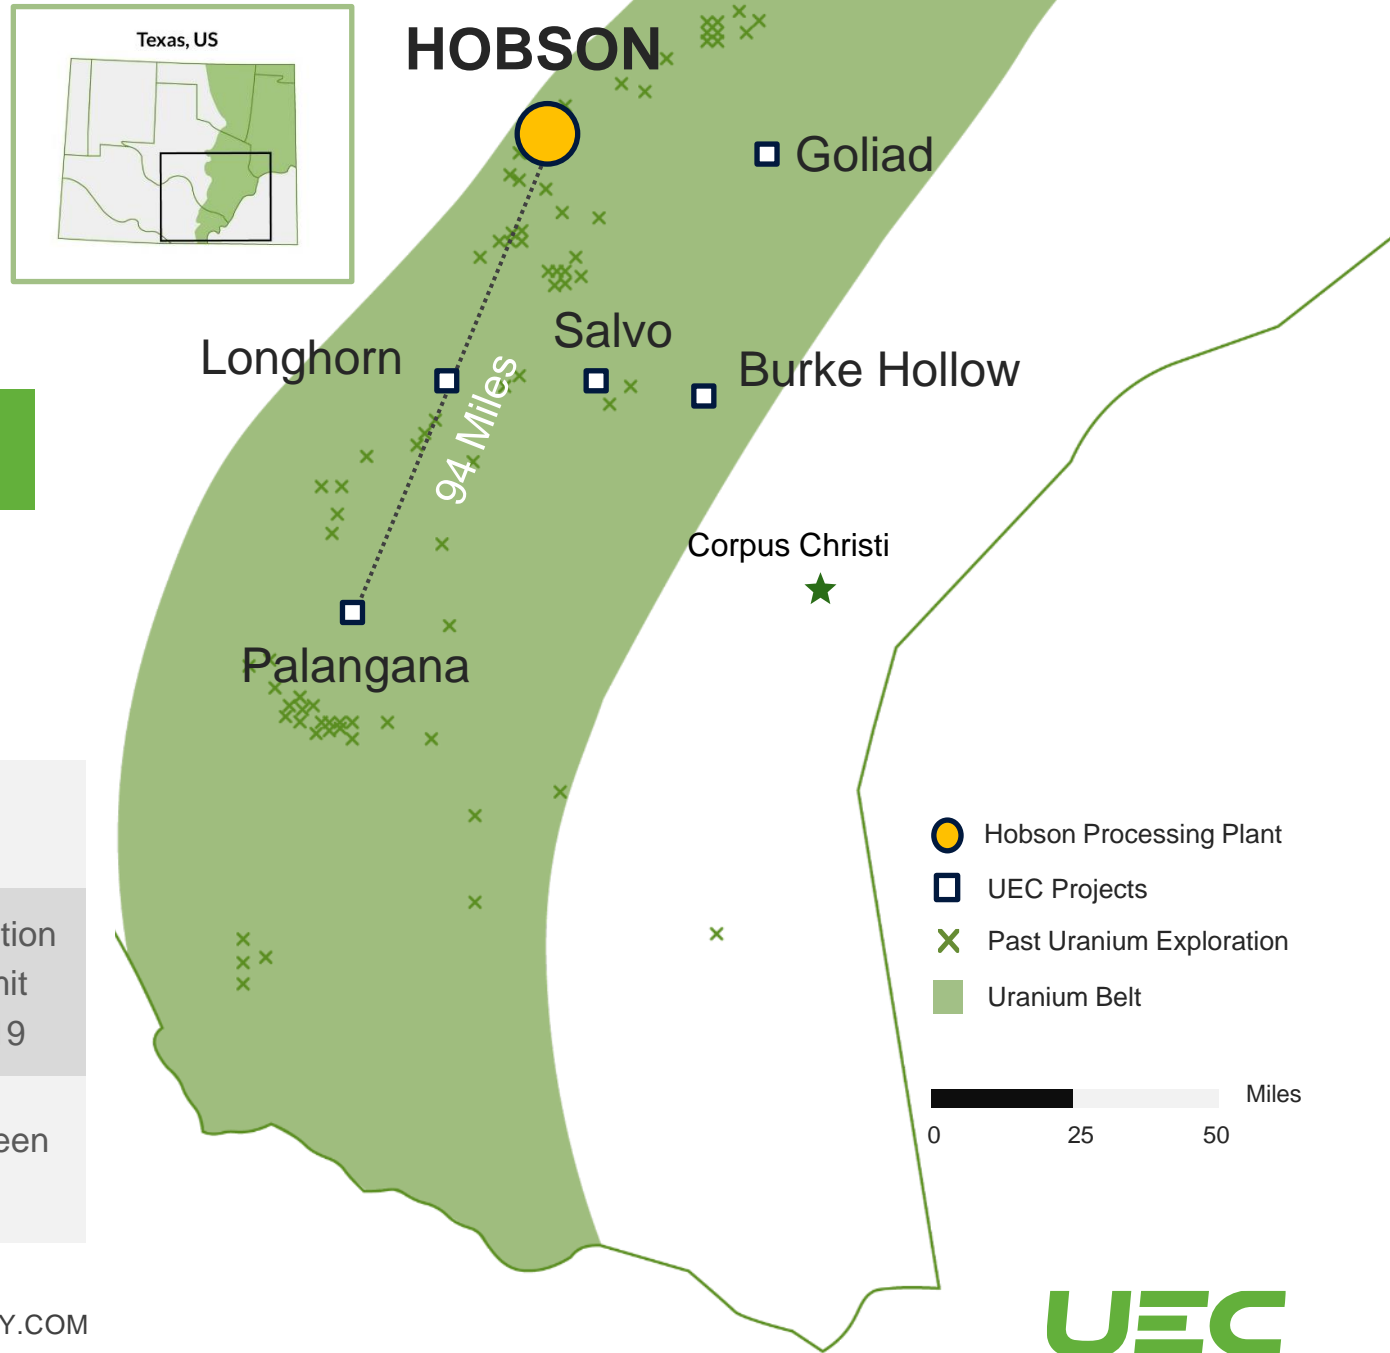 Texas, US
HOBSON
Goliad
Salvo
Longhorn
Burke Hollow
94 Miles
Corpus Christi
Palangana
Hobson Processing Plant
UEC Projects
Past Uranium Exploration
Uranium Belt
Miles
0 25 50
tion
nit
9
een
Y.COM
UEC